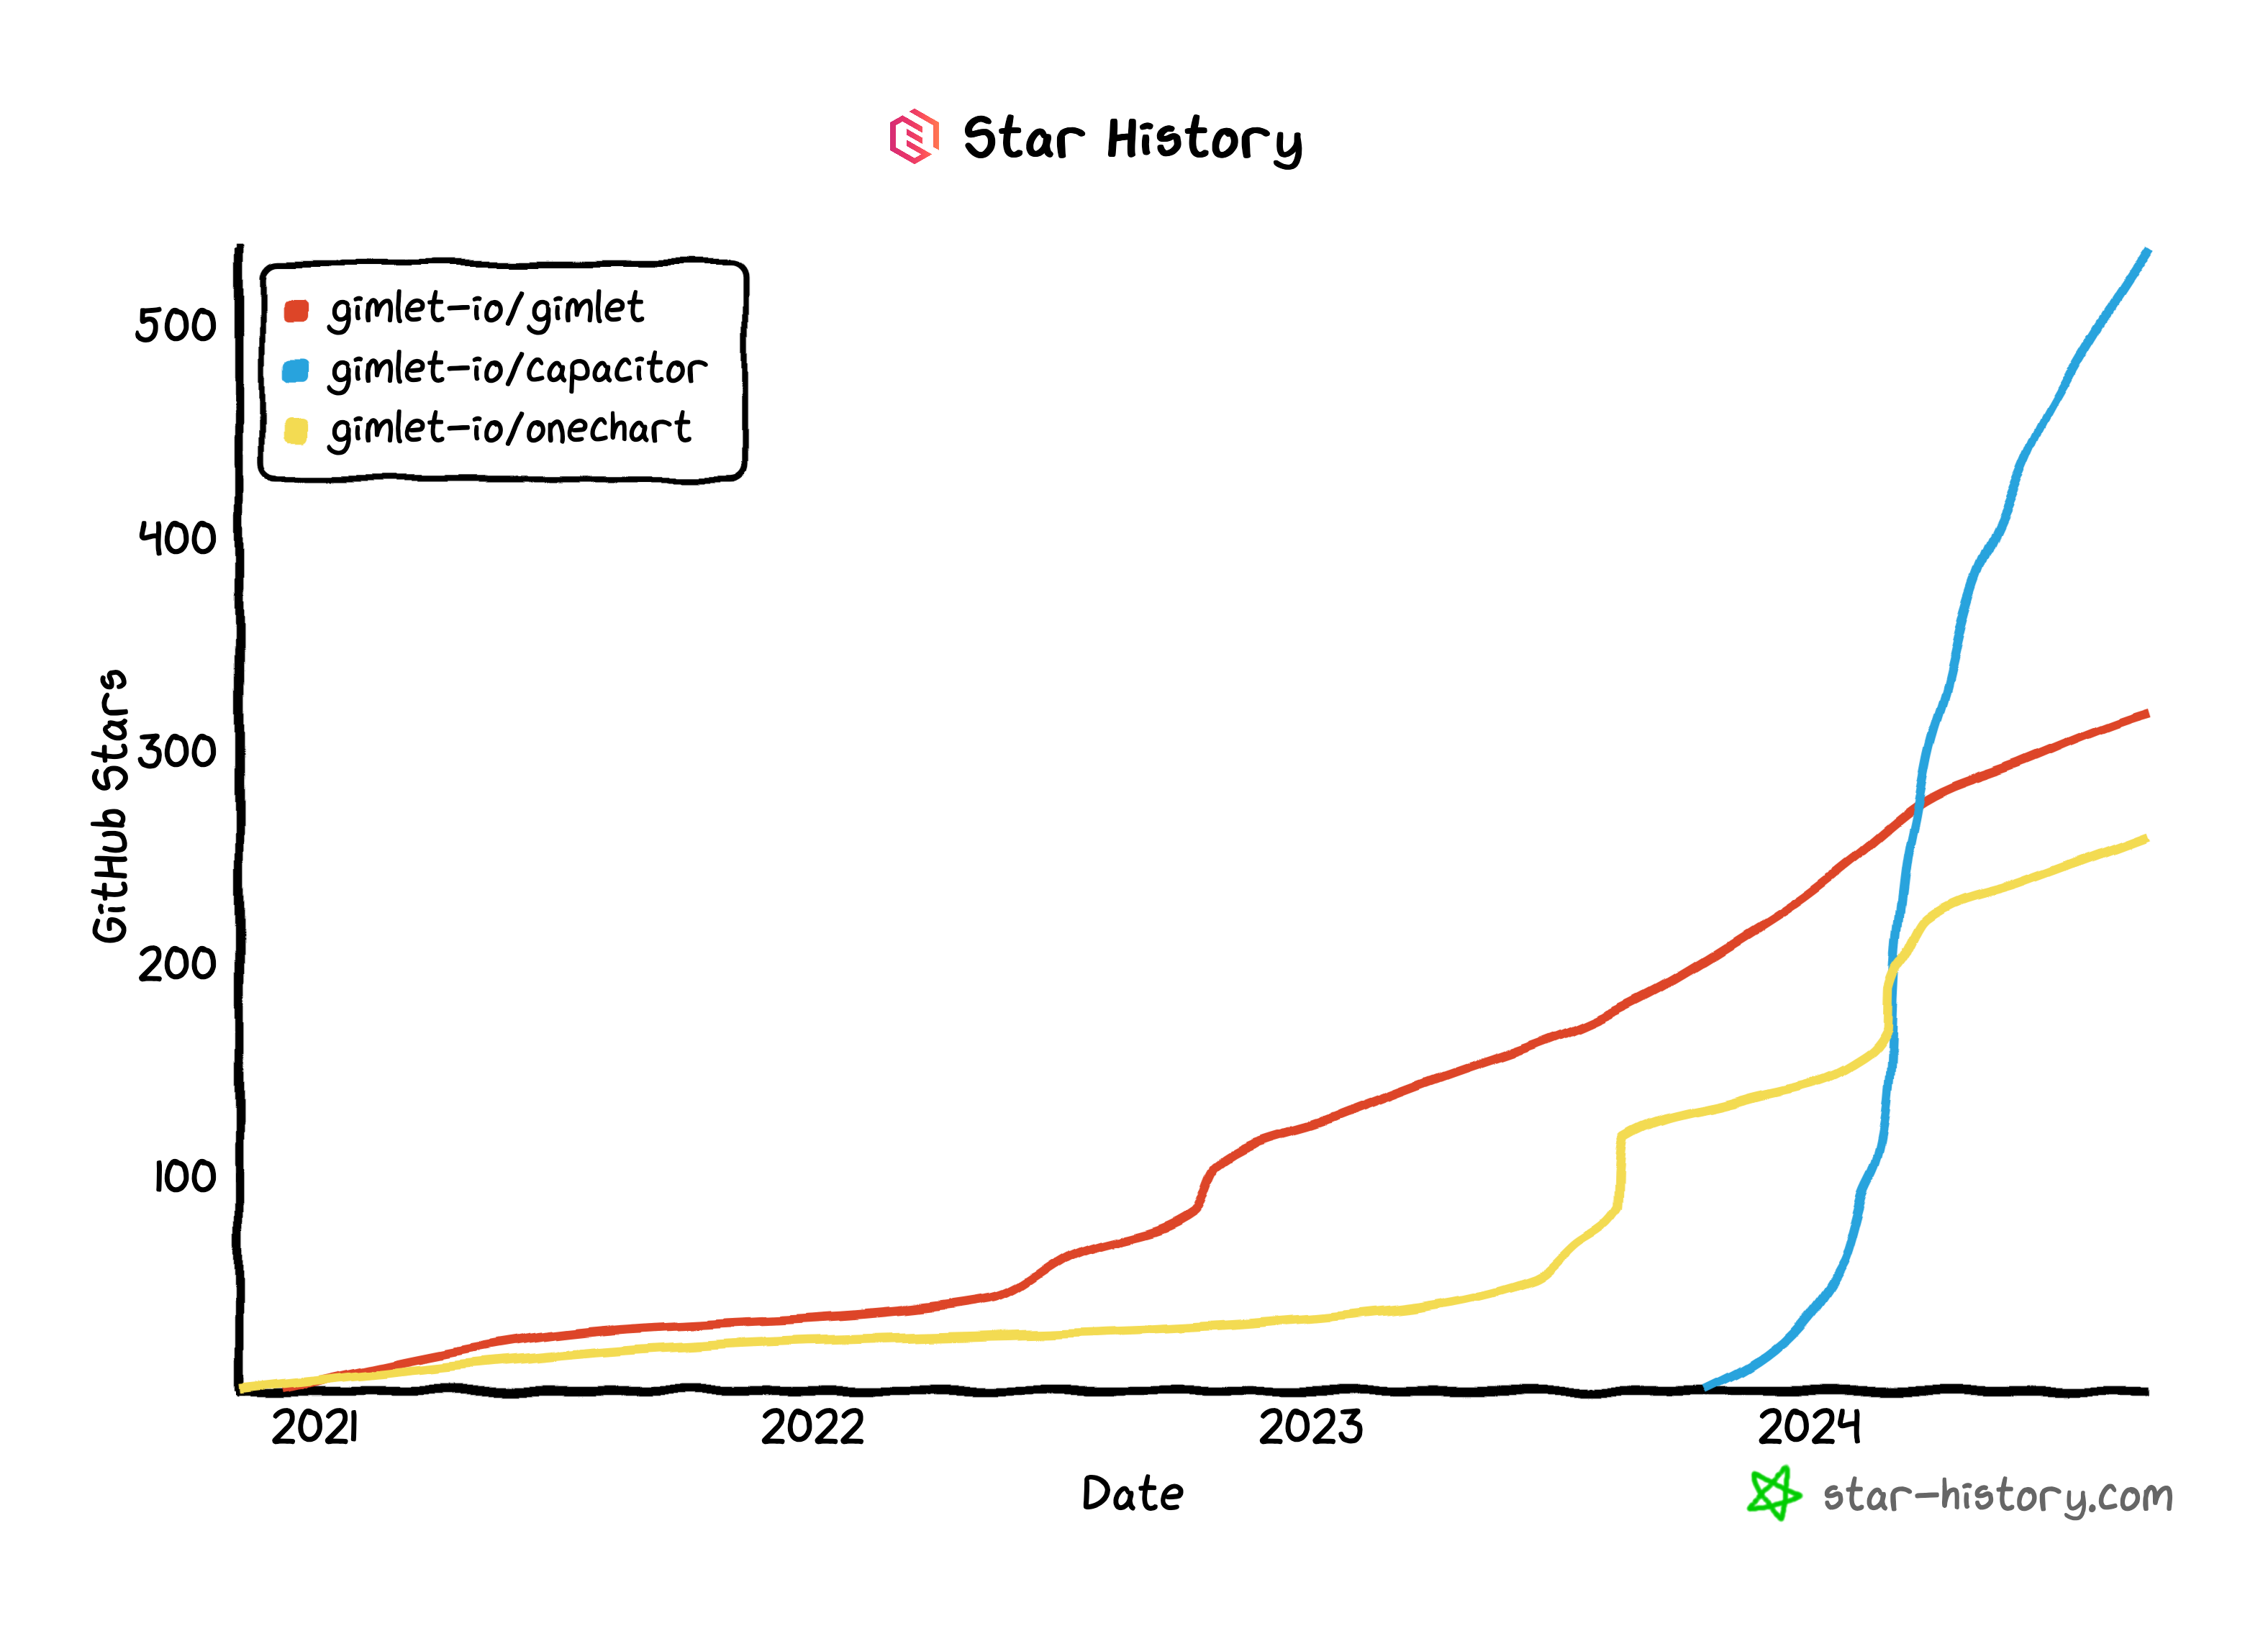 Star History
gimlet-io/gimlet
gimlet-io/capacitor
gimlet-io/onechart
500
400
300
200
100
GitHub Stars
2021
2022
2023
2024
Date
star-history.com